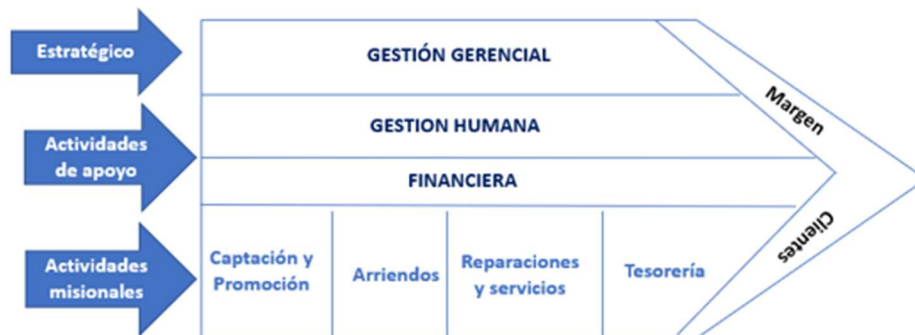 Estratégico
GESTIÓN GERENCIAL
Margen
Actividades
de apoyo
GESTION HUMANA
FINANCIERA
Clientes
Actividades
misionales
Captación y
Promoción
Arriendos
Reparaciones
y servicios
Tesorería